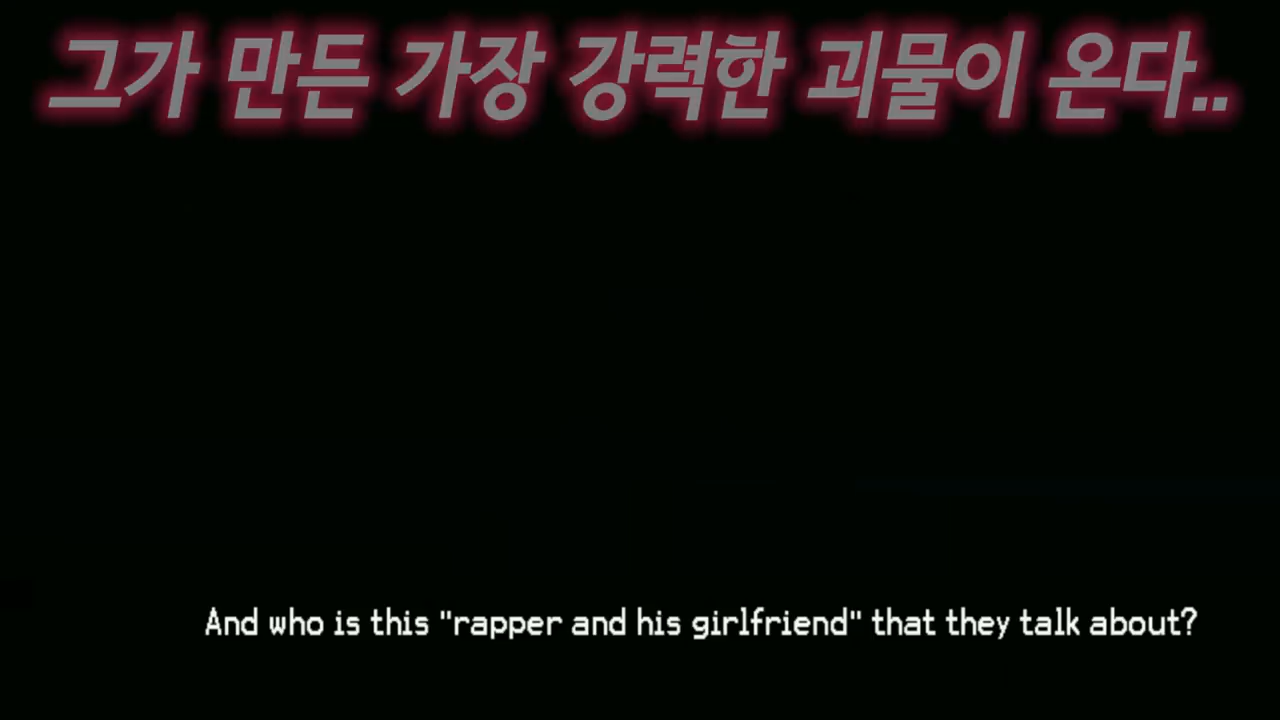 그가 만든 가장 강력한 괴물이 온다..
And who is this "rapper and his girlfriend" that they talk about?